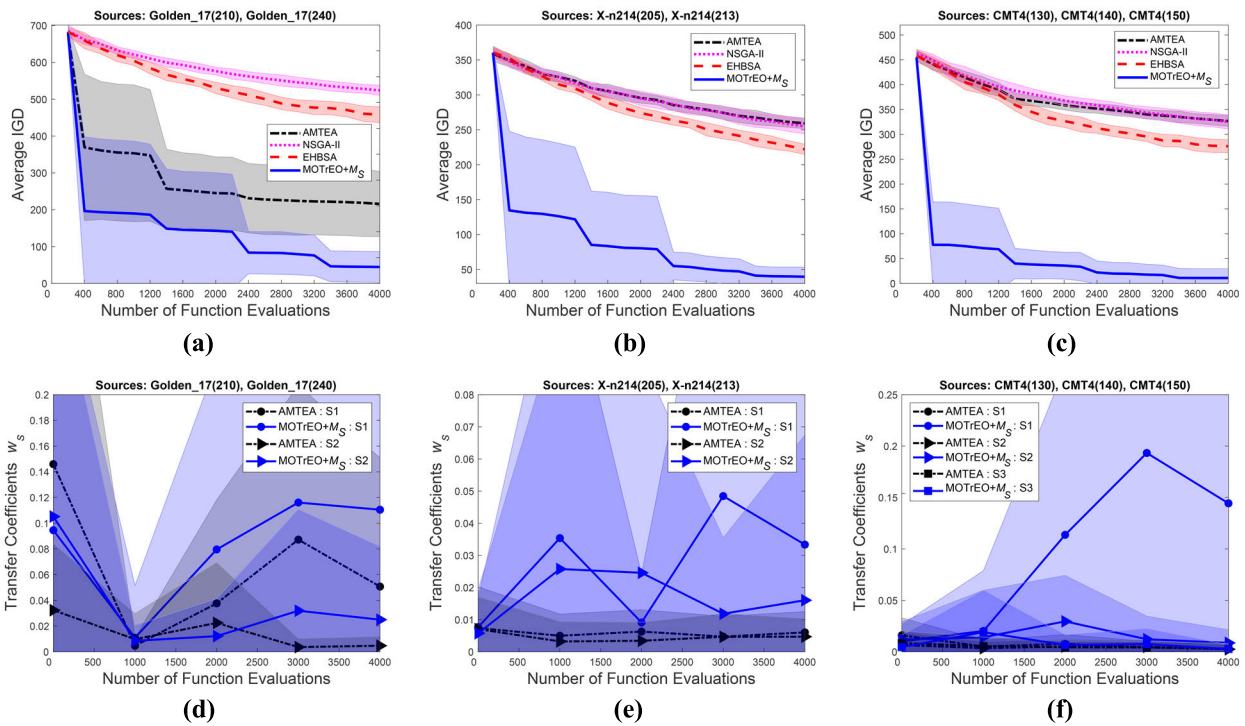 Sources: Golden_17(210), Golden_17(240)
700
600
500
400
300
200
100
0
Average IGD
AMTEA
NSGA-II
EHBSA
MOTrEO+M_S
0 400 800 1200 1600 2000 2400 2800 3200 3600 4000
Number of Function Evaluations
(a)
Sources: X-n214(205), X-n214(213)
400
350
300
250
200
150
100
50
Average IGD
AMTEA
NSGA-II
EHBSA
MOTrEO+M_S
0 400 800 1200 1600 2000 2400 2800 3200 3600 4000
Number of Function Evaluations
(b)
Sources: CMT4(130), CMT4(140), CMT4(150)
500
450
400
350
300
250
200
150
100
50
0
Average IGD
AMTEA
NSGA-II
EHBSA
MOTrEO+M_S
0 400 800 1200 1600 2000 2400 2800 3200 3600 4000
Number of Function Evaluations
(c)
Sources: Golden_17(210), Golden_17(240)
0.2
0.18
0.16
0.14
0.12
0.1
0.08
0.06
0.04
0.02
0
Transfer Coefficients w_s
AMTEA : S1
MOTrEO+M_S : S1
AMTEA : S2
MOTrEO+M_S : S2
0 500 1000 1500 2000 2500 3000 3500 4000
Number of Function Evaluations
(d)
Sources: X-n214(205), X-n214(213)
0.08
0.07
0.06
0.05
0.04
0.03
0.02
0.01
0
Transfer Coefficients w_s
AMTEA : S1
MOTrEO+M_S : S1
AMTEA : S2
MOTrEO+M_S : S2
0 500 1000 1500 2000 2500 3000 3500 4000
Number of Function Evaluations
(e)
Sources: CMT4(130), CMT4(140), CMT4(150)
0.25
0.2
0.15
0.1
0.05
0
Transfer Coefficients w_s
AMTEA : S1
MOTrEO+M_S : S1
AMTEA : S2
MOTrEO+M_S : S2
AMTEA : S3
MOTrEO+M_S : S3
0 500 1000 1500 2000 2500 3000 3500 4000
Number of Function Evaluations
(f)